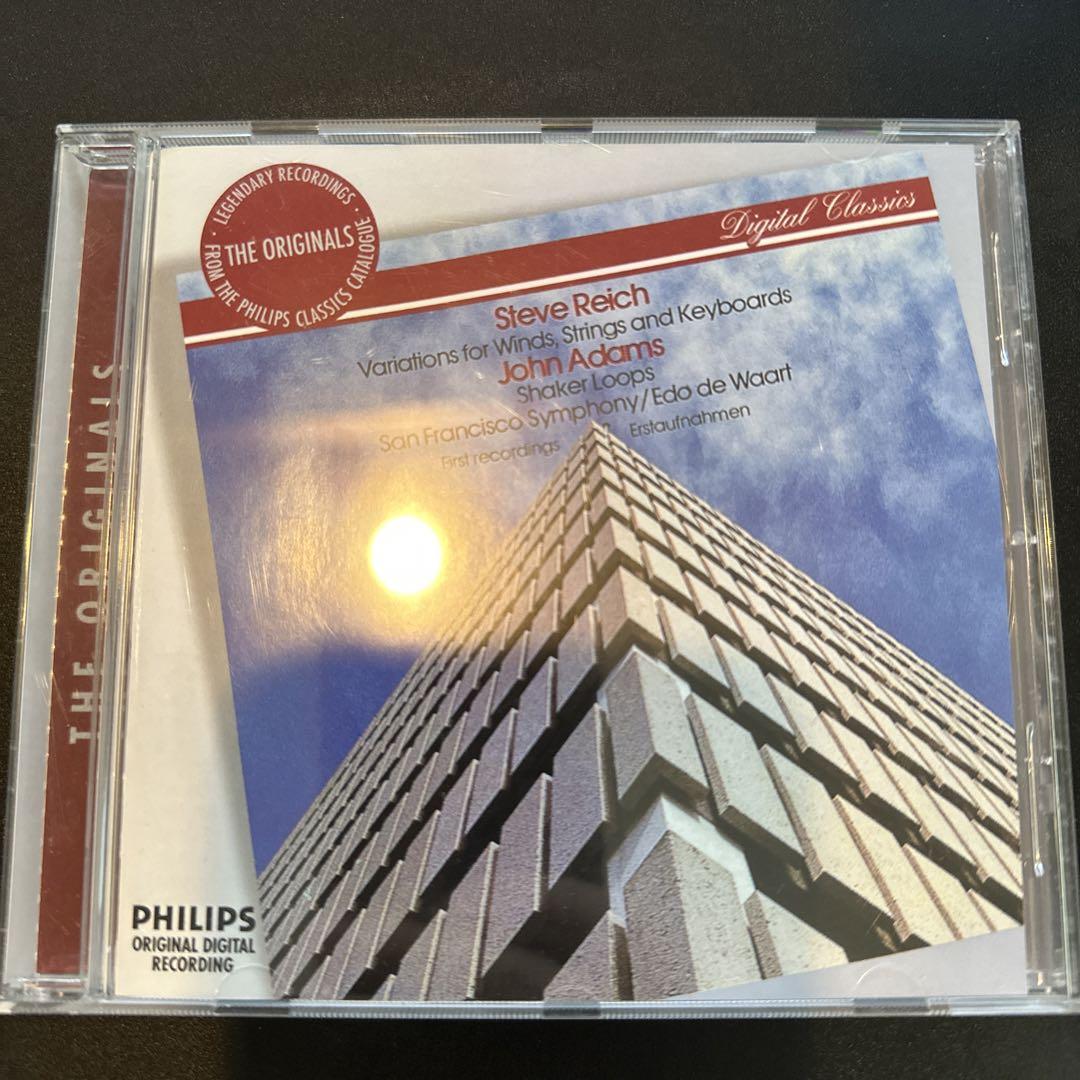 THE ORIGINALS
· LEGENDARY RECORDINGS ·
THE ORIGINALS
FROM THE PHILIPS CLASSICS CATALOGUE
Digital Classics
Steve Reich
Variations for Winds, Strings and Keyboards
John Adams
Shaker Loops
San Francisco Symphony/Edo de Waart
First recordings Erstaufnahmen
PHILIPS
ORIGINAL DIGITAL
RECORDING